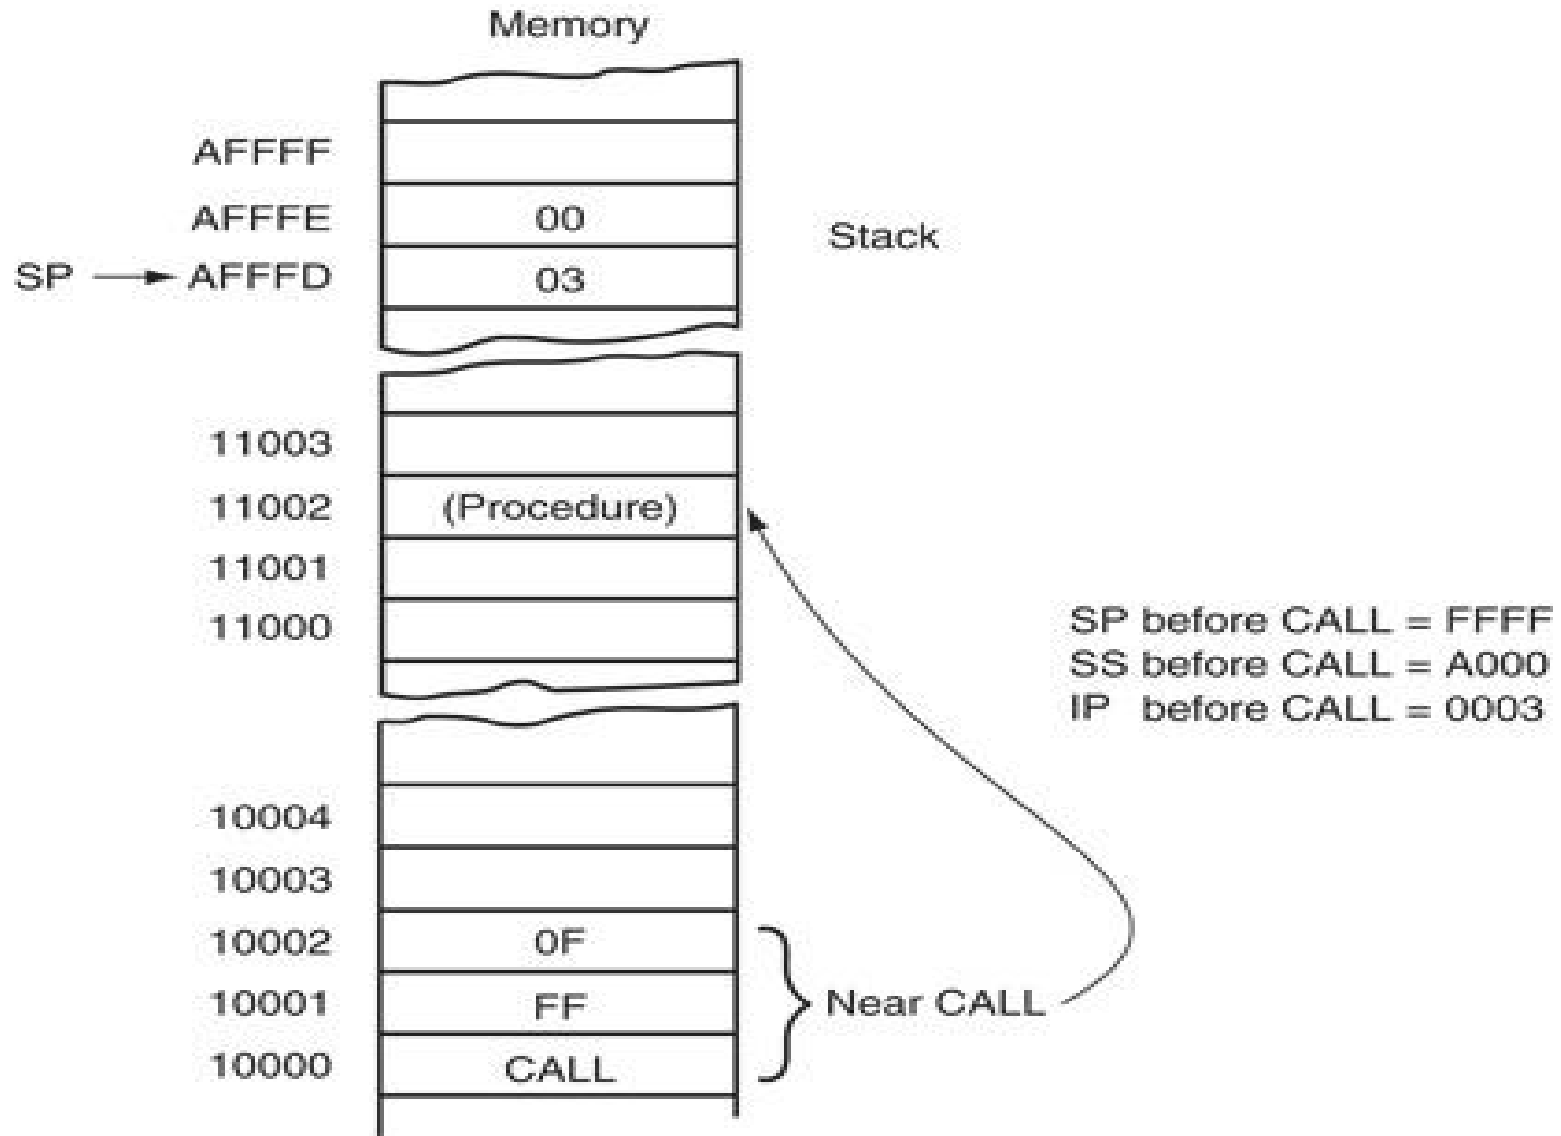 Memory
AFFFF
AFFFE 00
Stack
SP AFFFD 03
11003
11002 (Procedure)
11001
11000
SP before CALL = FFFF
SS before CALL = A000
IP before CALL = 0003
10004
10003
10002 0F
10001 FF
Near CALL
10000 CALL